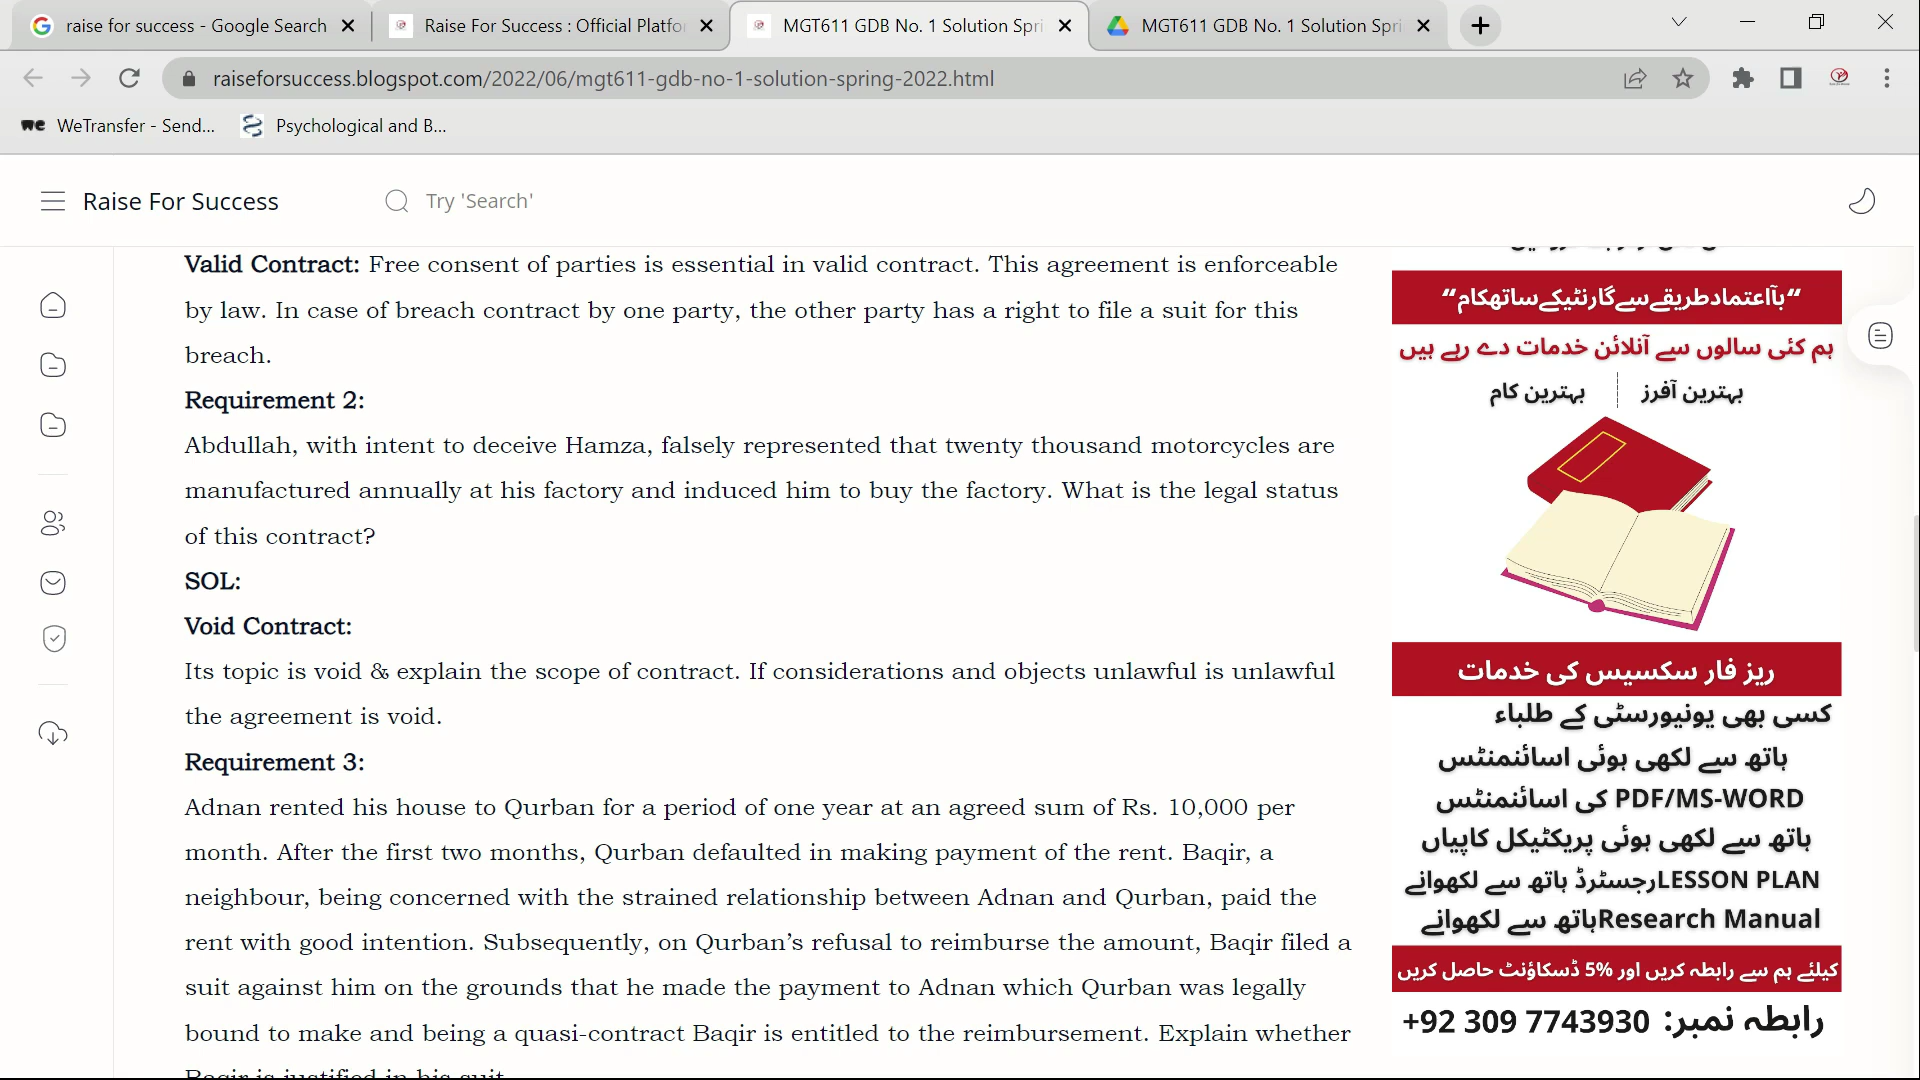 raise for success - Google Search
Raise For Success : Official Platfo
MGT611 GDB No. 1 Solution Spri
MGT611 GDB No. 1 Solution Spri
raiseforsuccess.blogspot.com/2022/06/mgt611-gdb-no-1-solution-spring-2022.html
WeTransfer - Send...
Psychological and B...
Raise For Success
Try 'Search'
Valid Contract: Free consent of parties is essential in valid contract. This agreement is enforceable
by law. In case of breach contract by one party, the other party has a right to file a suit for this
breach.
Requirement 2:
Abdullah, with intent to deceive Hamza, falsely represented that twenty thousand motorcycles are
manufactured annually at his factory and induced him to buy the factory. What is the legal status
of this contract?
SOL:
Void Contract:
Its topic is void & explain the scope of contract. If considerations and objects unlawful is unlawful
the agreement is void.
Requirement 3:
Adnan rented his house to Qurban for a period of one year at an agreed sum of Rs. 10,000 per
month. After the first two months, Qurban defaulted in making payment of the rent. Baqir, a
neighbour, being concerned with the strained relationship between Adnan and Qurban, paid the
rent with good intention. Subsequently, on Qurban's refusal to reimburse the amount, Baqir filed a
suit against him on the grounds that he made the payment to Adnan which Qurban was legally
bound to make and being a quasi-contract Baqir is entitled to the reimbursement. Explain whether
Baqir is justified in his suit
“باآعتمادطریقےسےگارنٹیکےساتھکام”
ہم کئی سالوں سے آنلائن خدمات دے رہے ہیں
بہترین آفرز
بہترین کام
ریز فار سکسیس کی خدمات
کسی بھی یونیورسٹی کے طلباء
ہاتھ سے لکھی ہوئی اسائنمنٹس
PDF/MS-WORD کی اسائنمنٹس
ہاتھ سے لکھی ہوئی پریکٹیکل کاپیاں
LESSON PLANرجسٹرڈ ہاتھ سے لکھوانے
Research Manualہاتھ سے لکھوانے
کیلئے ہم سے رابطہ کریں اور 5% ڈسکاؤنٹ حاصل کریں
رابطہ نمبر: +92 309 7743930